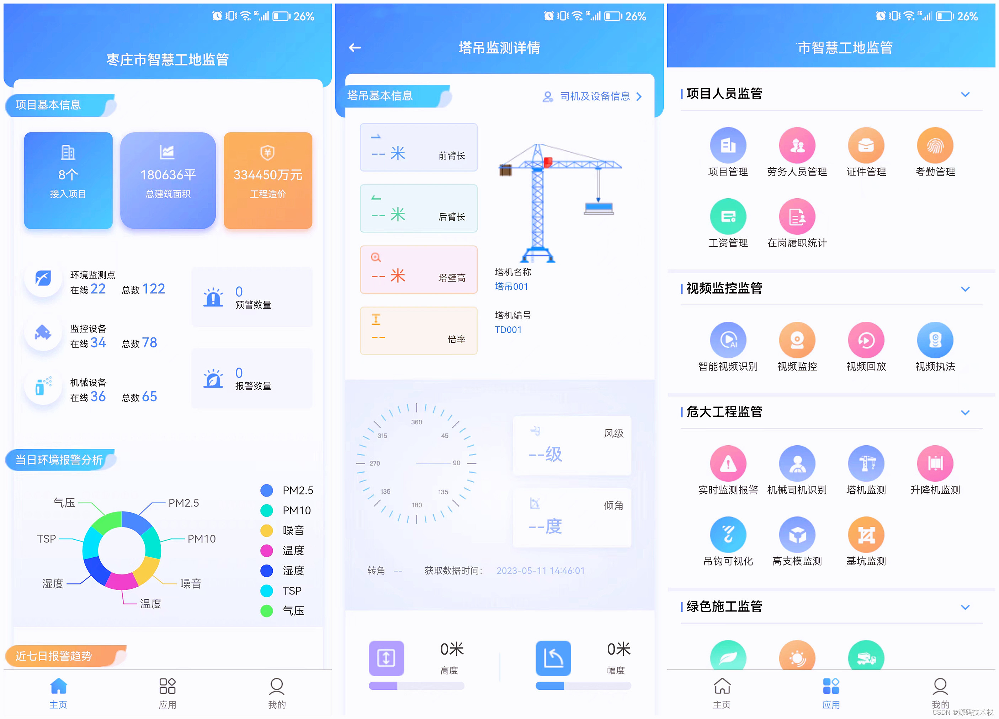 5G 26%
枣庄市智慧工地监管
项目基本信息
8个
接入项目
180636平
总建筑面积
334450万元
工程造价
环境监测点
在线 22 总数 122
0
预警数量
监控设备
在线 34 总数 78
0
报警数量
机械设备
在线 36 总数 65
当日环境报警分析
气压
PM2.5
TSP
PM10
湿度
噪音
温度
PM2.5
PM10
噪音
温度
湿度
TSP
气压
近七日报警趋势
主页
应用
我的
5G 26%
塔吊监测详情
塔吊基本信息
司机及设备信息
-- 米
前臂长
-- 米
后臂长
-- 米
塔壁高
--
倍率
塔机名称
塔吊001
塔机编号
TD001
360
315
45
270
90
135
135
180
风级
--级
倾角
--度
转角 -- 获取数据时间: 2023-05-11 14:46:01
0米
高度
0米
幅度
5G 26%
市智慧工地监管
项目人员监管
项目管理
劳务人员管理
证件管理
考勤管理
工资管理
在岗履职统计
视频监控监管
AI
智能视频识别
视频监控
视频回放
视频执法
危大工程监管
实时监测报警
机械司机识别
塔机监测
升降机监测
吊钩可视化
高支模监测
基坑监测
绿色施工监管
主页
应用
我的
CSDN @源码技术栈